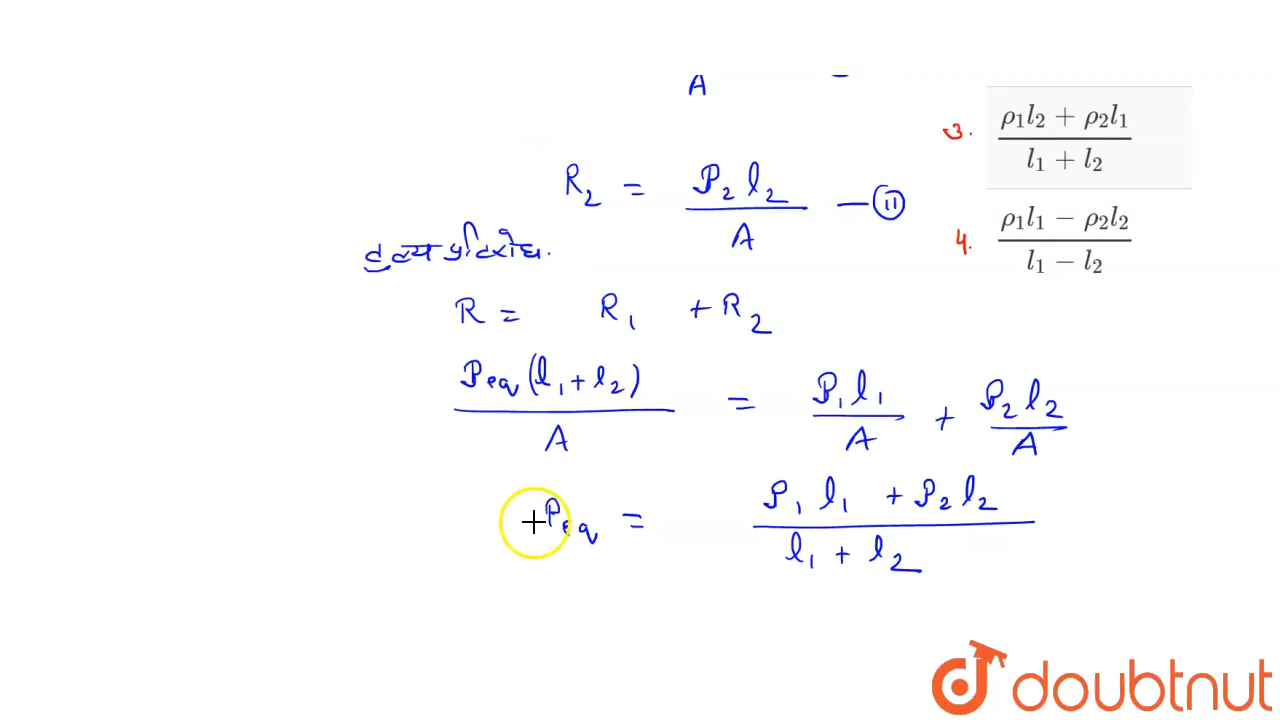 A
3. ρ₁l₂ + ρ₂l₁ / l₁ + l₂
R₂ = ρ₂ l₂ / A — (11)
4. ρ₁l₁ − ρ₂l₂ / l₁ − l₂
तुल्य प्रतिरोध.
R = R₁ + R₂
ρeq (l₁ + l₂) / A = ρ₁ l₁ / A + ρ₂ l₂ / A
ρeq = ρ₁ l₁ + ρ₂ l₂ / l₁ + l₂
doubtnut